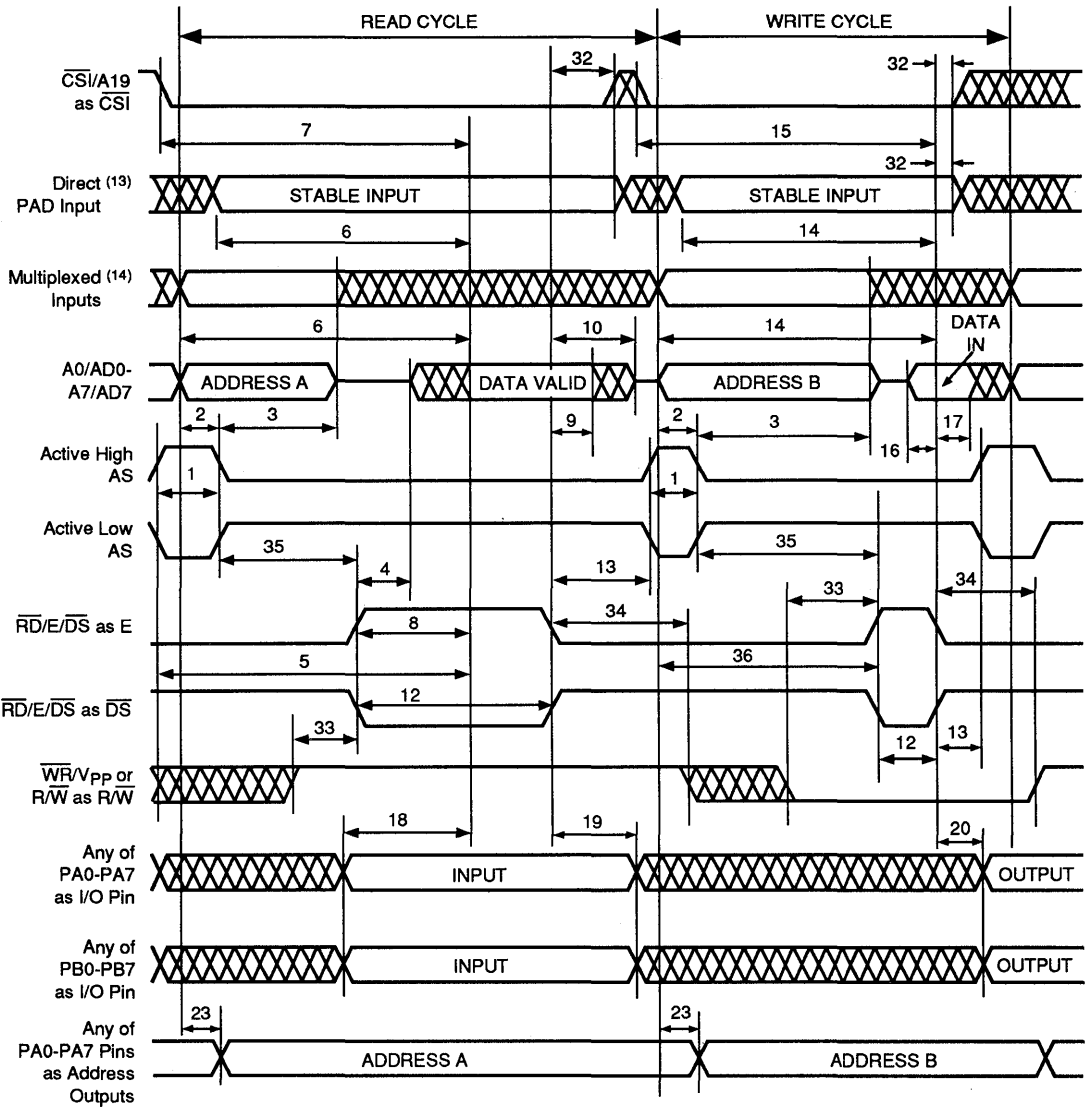 READ CYCLE
WRITE CYCLE
32
32
CSI/A19
as CSI
7
15
32
Direct (13)
PAD Input
STABLE INPUT
STABLE INPUT
6
14
Multiplexed (14)
Inputs
6
10
14
DATA
IN
A0/AD0-
A7/AD7
ADDRESS A
DATA VALID
ADDRESS B
2
3
9
2
3
16
17
Active High
AS
1
1
Active Low
AS
35
4
13
35
33
34
RD/E/DS as E
8
34
5
36
RD/E/DS as DS
12
33
12
13
WR/VPP or
R/W as R/W
18
19
20
Any of
PA0-PA7
as I/O Pin
INPUT
OUTPUT
Any of
PB0-PB7
as I/O Pin
INPUT
OUTPUT
23
23
Any of
PA0-PA7 Pins
as Address
Outputs
ADDRESS A
ADDRESS B